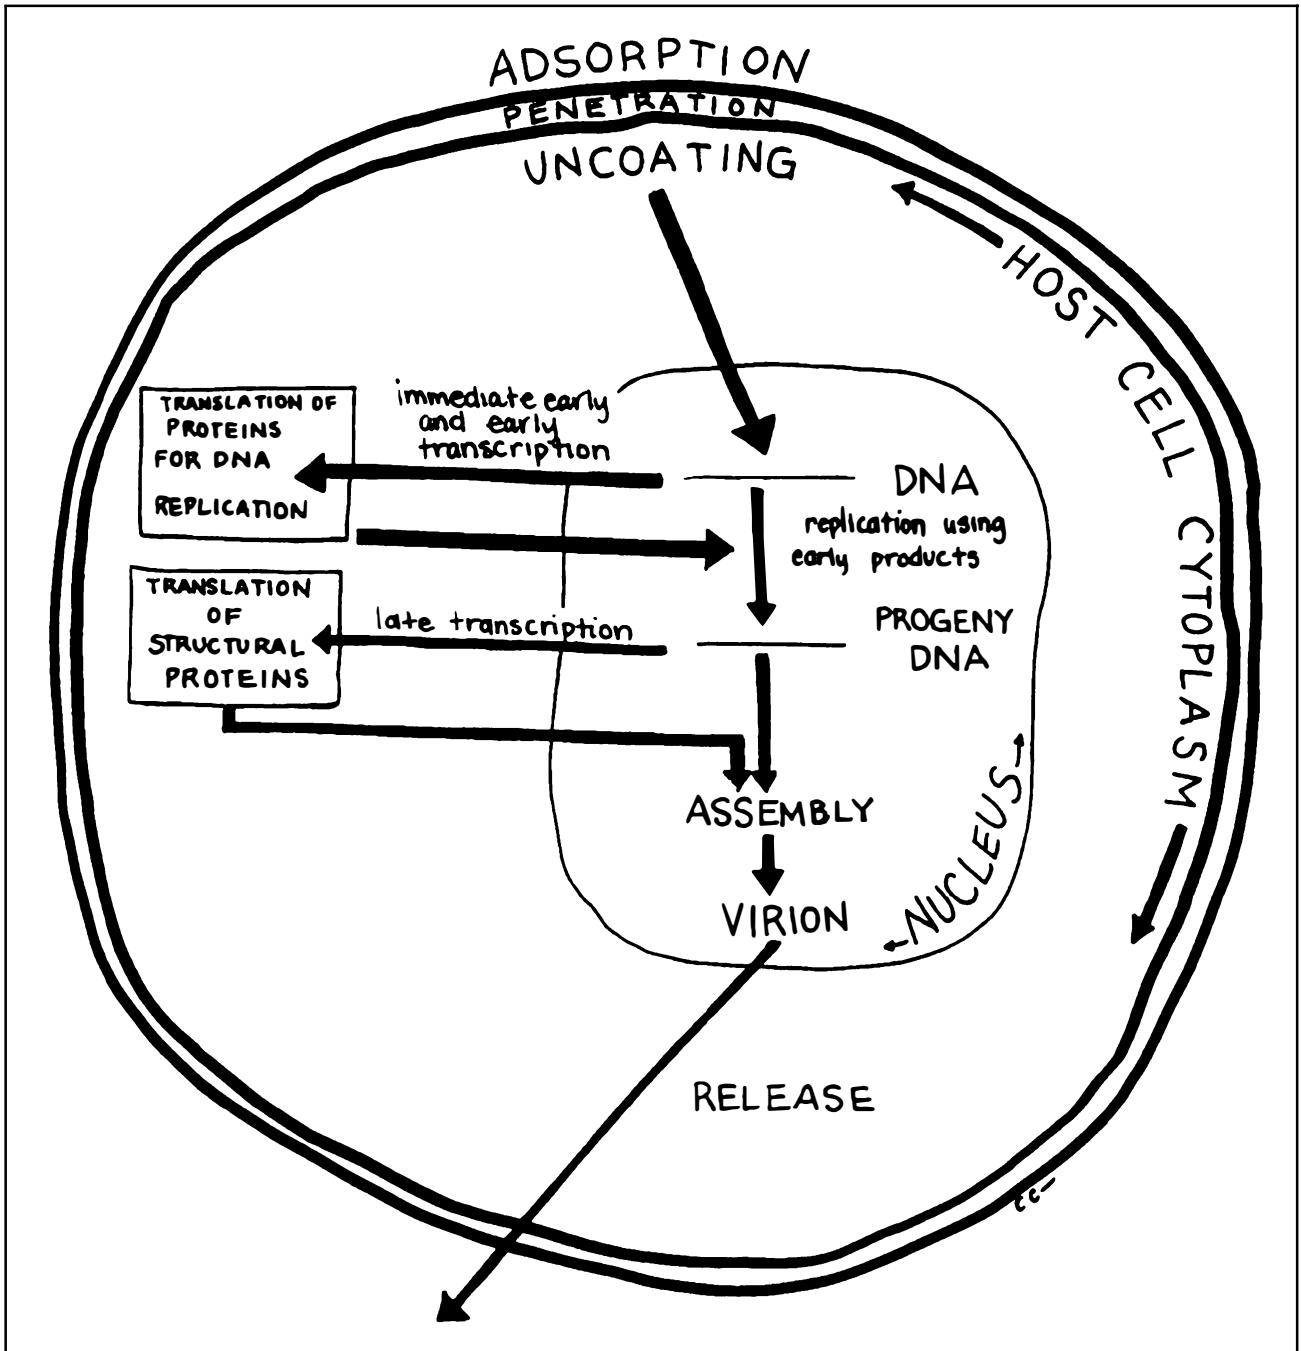 ADSORPTION
PENETRATION
UNCOATING
HOST CELL CYTOPLASM
immediate early
and early
transcription
TRANSLATION OF
PROTEINS
FOR DNA
REPLICATION
DNA
replication using
early products
TRANSLATION
OF
STRUCTURAL
PROTEINS
late transcription
PROGENY
DNA
ASSEMBLY
VIRION
NUCLEUS
RELEASE